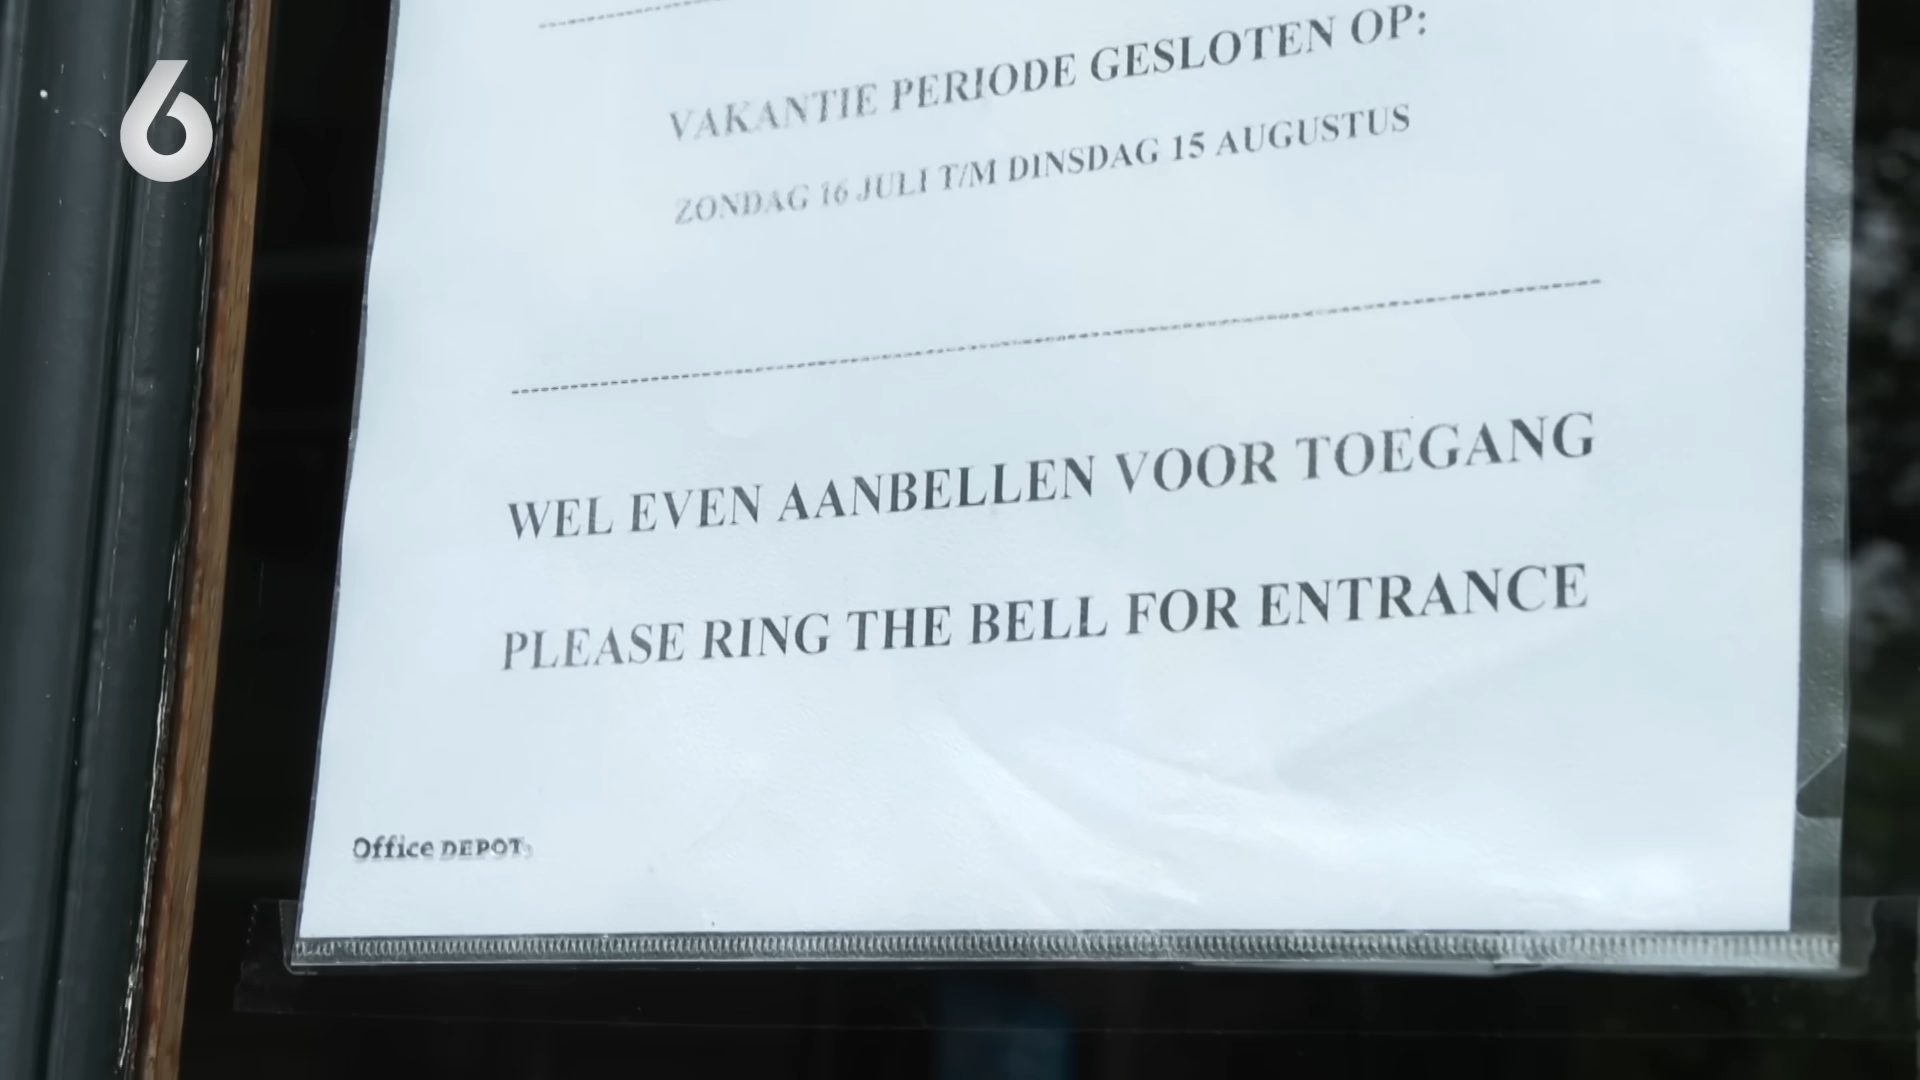 6
VAKANTIE PERIODE GESLOTEN OP:
ZONDAG 16 JULI T/M DINSDAG 15 AUGUSTUS
WEL EVEN AANBELLEN VOOR TOEGANG
PLEASE RING THE BELL FOR ENTRANCE
Office DEPOT